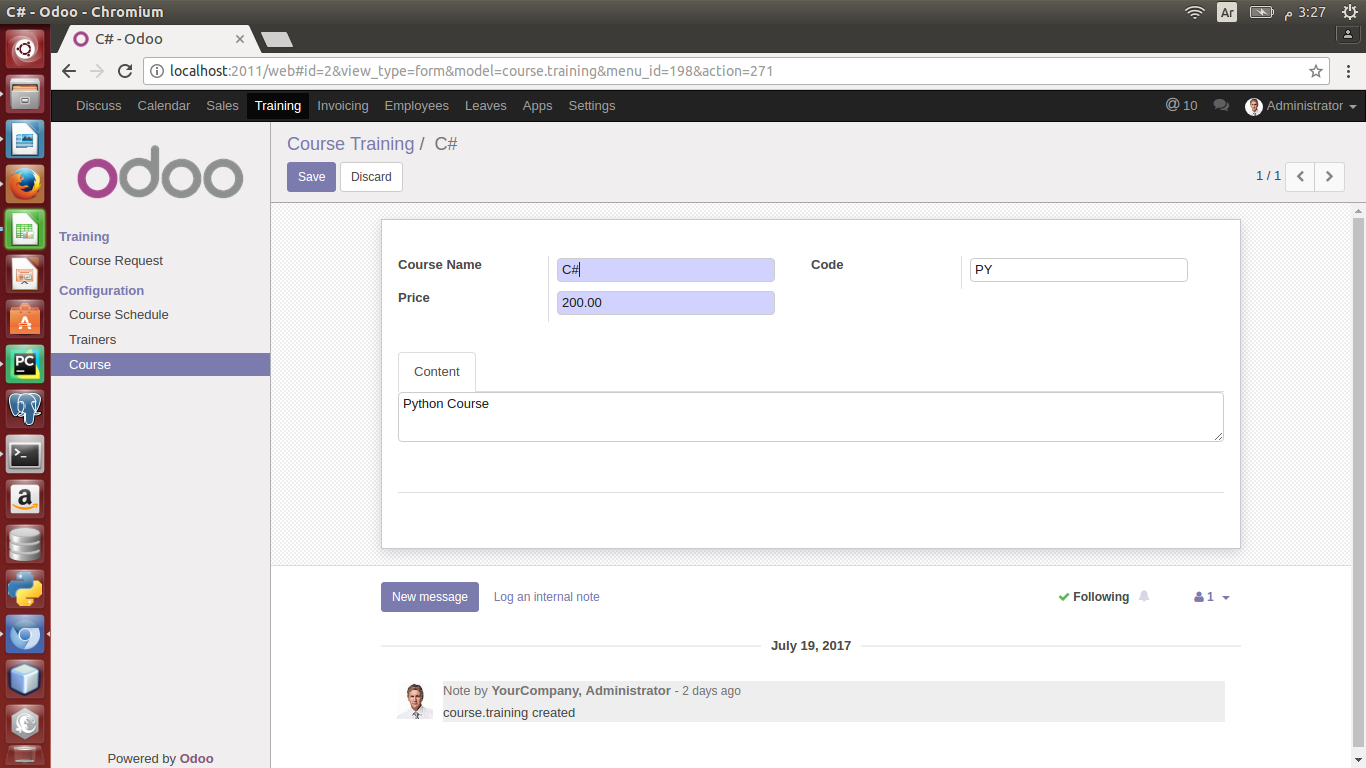 C# - Odoo - Chromium
Ar
3:27 م
C# - Odoo
localhost:2011/web#id=2&view_type=form&model=course.training&menu_id=198&action=271
Discuss Calendar Sales Training Invoicing Employees Leaves Apps Settings @ 10 Administrator
odoo
Training
Course Request
Configuration
Course Schedule
Trainers
Course
Powered by Odoo
Course Training / C#
Save Discard 1 / 1
Course Name C# Code PY
Price 200.00
Content
Python Course
New message Log an internal note Following 1
July 19, 2017
Note by YourCompany, Administrator - 2 days ago
course.training created
PC
>_
a